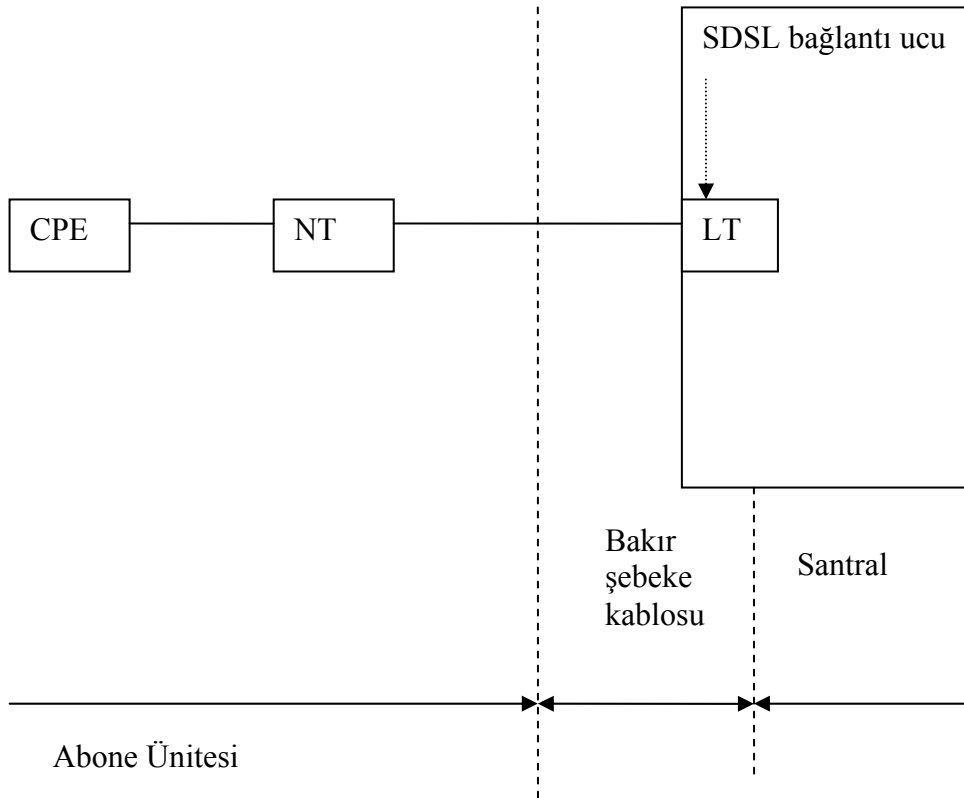 SDSL bağlantı ucu
CPE
NT
LT
Bakır
şebeke
kablosu
Santral
Abone Ünitesi